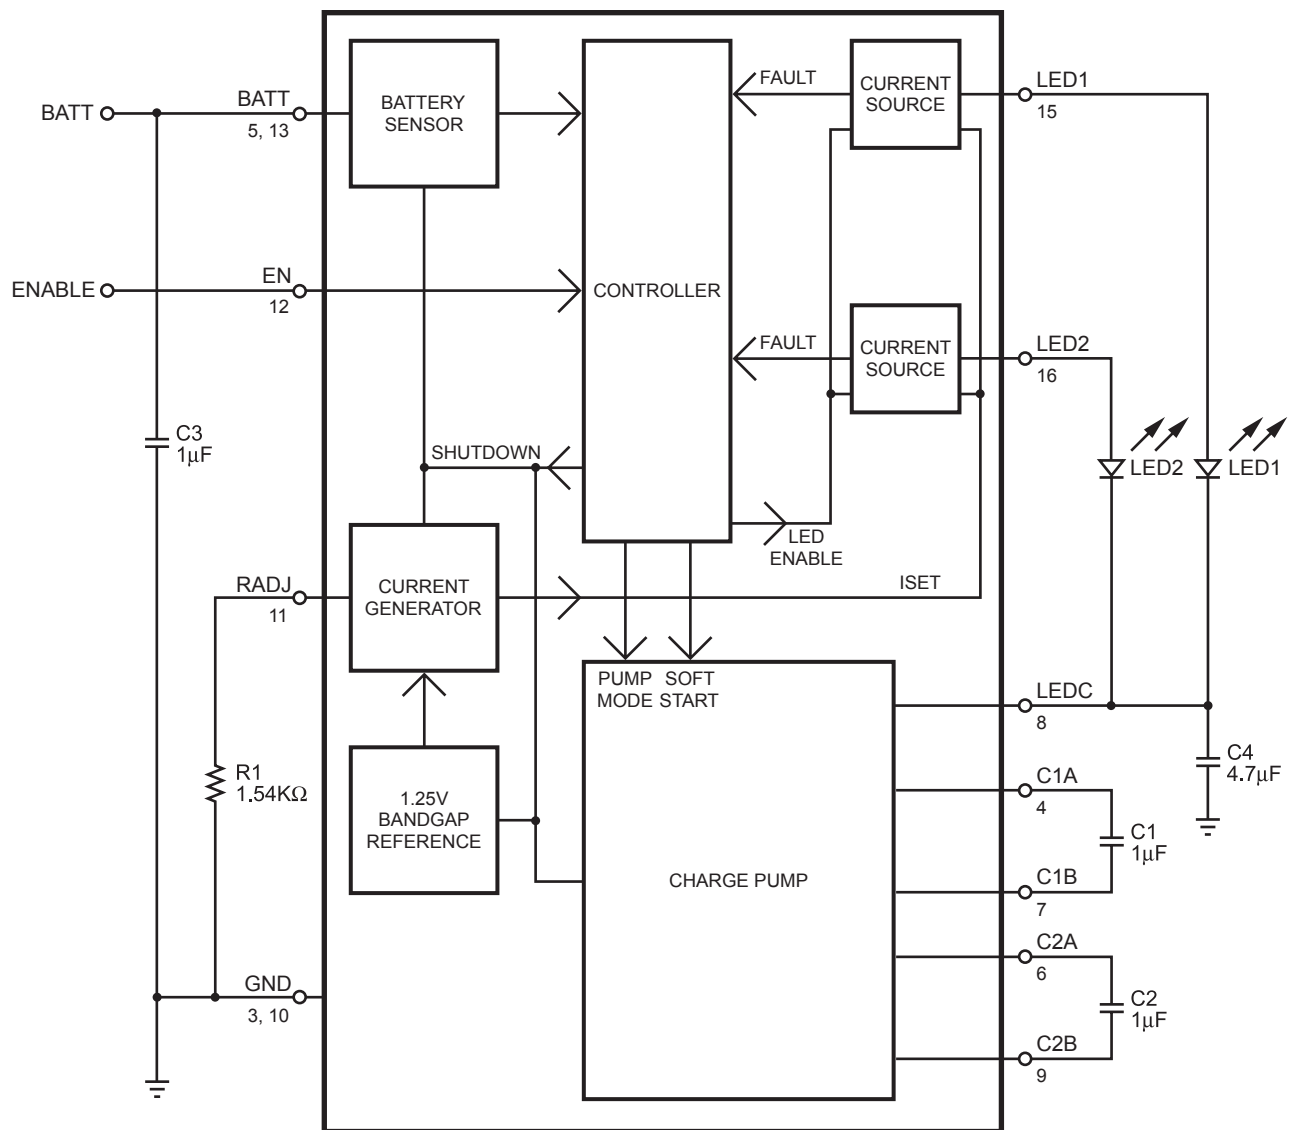 BATT
BATT
5, 13
BATTERY
SENSOR
FAULT
CURRENT
SOURCE
LED1
15
ENABLE
EN
12
CONTROLLER
FAULT
CURRENT
SOURCE
LED2
16
C3
1μF
SHUTDOWN
LED2
LED1
LED
ENABLE
RADJ
11
CURRENT
GENERATOR
ISET
PUMP
MODE
SOFT
START
LEDC
8
R1
1.54KΩ
1.25V
BANDGAP
REFERENCE
C4
4.7μF
C1A
4
C1
1μF
CHARGE PUMP
C1B
7
C2A
6
GND
3, 10
C2
1μF
C2B
9